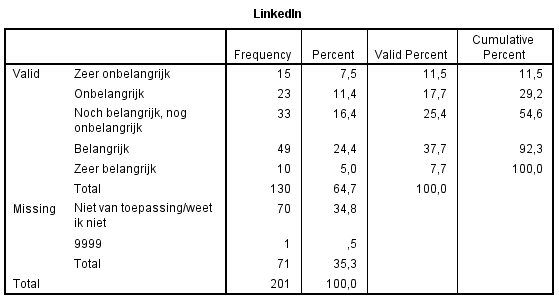 LinkedIn
Frequency Percent Valid Percent Cumulative Percent
Valid Zeer onbelangrijk 15 7,5 11,5 11,5
Onbelangrijk 23 11,4 17,7 29,2
Noch belangrijk, nog
onbelangrijk 33 16,4 25,4 54,6
Belangrijk 49 24,4 37,7 92,3
Zeer belangrijk 10 5,0 7,7 100,0
Total 130 64,7 100,0
Missing Niet van toepassing/weet
ik niet 70 34,8
9999 1 ,5
Total 71 35,3
Total 201 100,0